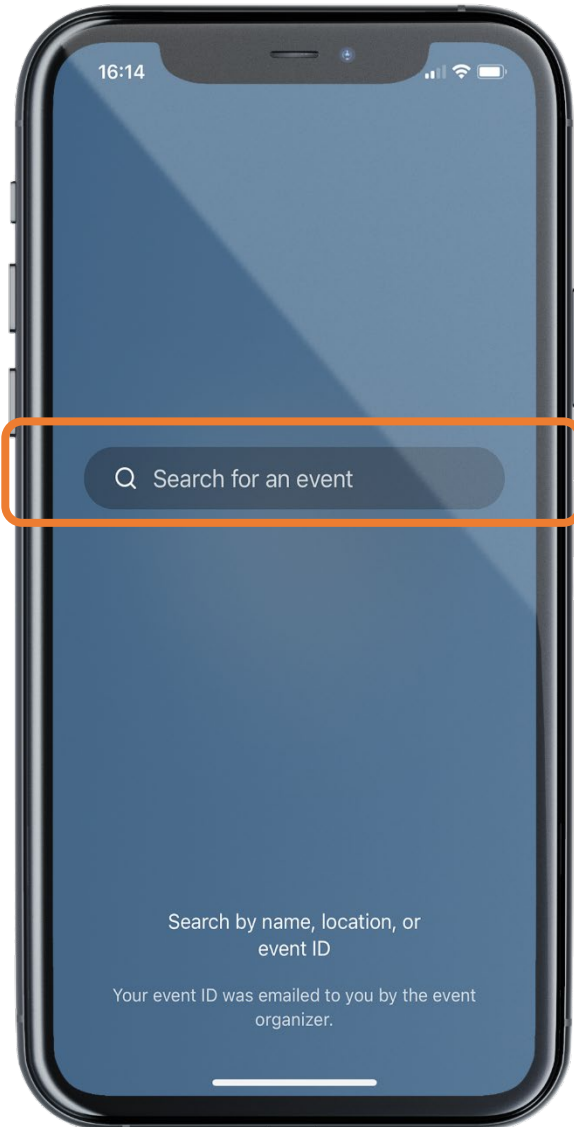 16:14
Search for an event
Search by name, location, or
event ID
Your event ID was emailed to you by the event
organizer.